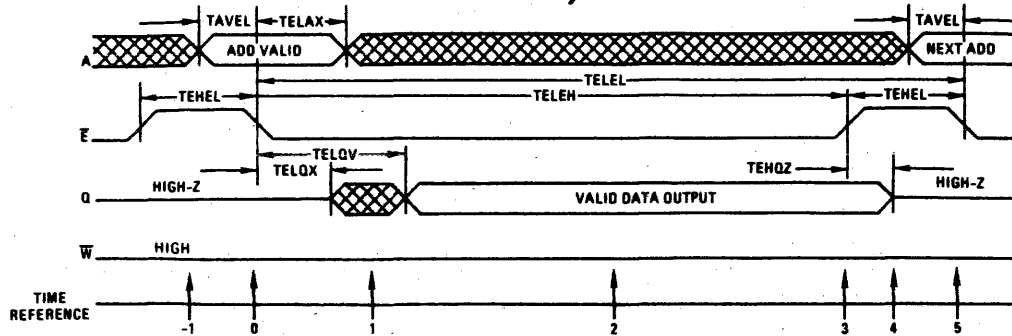 TAVEL TELAX TAVEL
A ADD VALID NEXT ADD
TELEL
TEHEL TELEH TEHEL
E
TELQV
TELQX TEHQZ
Q HIGH-Z VALID DATA OUTPUT HIGH-Z
W HIGH
TIME
REFERENCE
-1 0 1 2 3 4 5